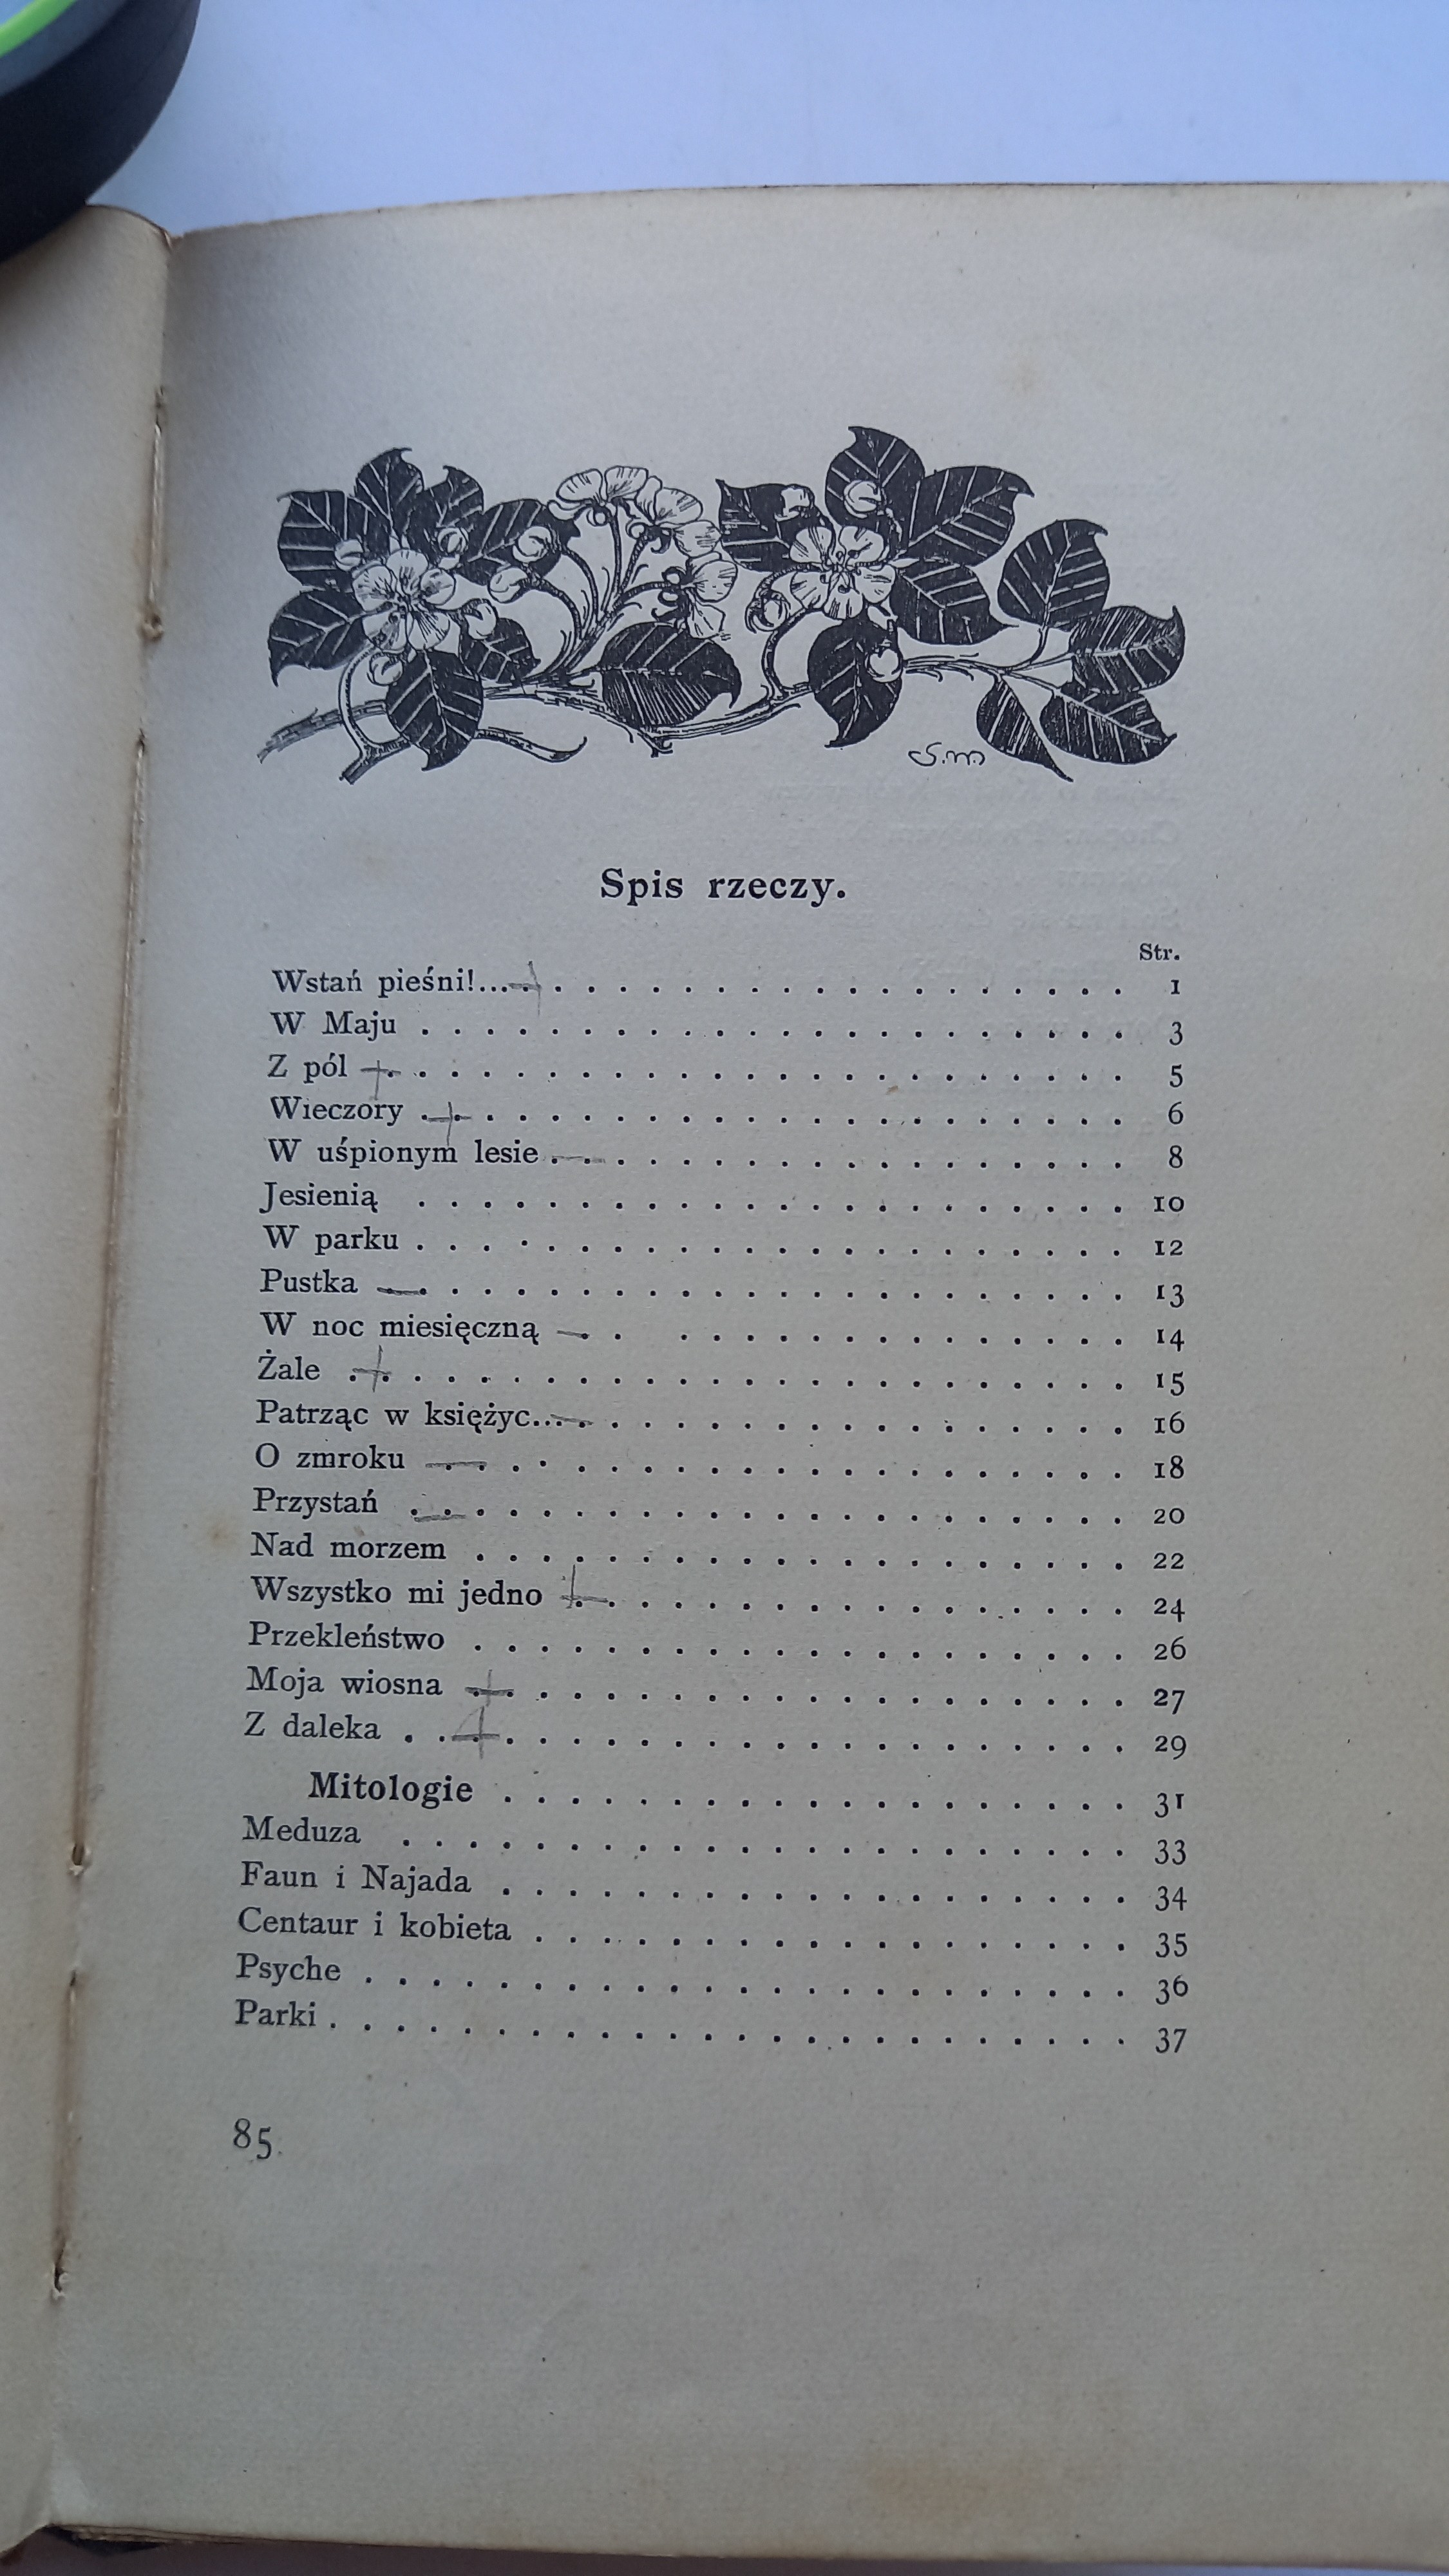 S.M.
Spis rzeczy.
Str.
Wstań pieśni!... . . . . . . . . . . . . . . . . . . . 1
W Maju . . . . . . . . . . . . . . . . . . . . . . 3
Z pól . . . . . . . . . . . . . . . . . . . . . . . 5
Wieczory . . . . . . . . . . . . . . . . . . . . . 6
W uśpionym lesie . . . . . . . . . . . . . . . . . . 8
Jesienią . . . . . . . . . . . . . . . . . . . . . . 10
W parku . . . . . . . . . . . . . . . . . . . . . . 12
Pustka . . . . . . . . . . . . . . . . . . . . . . 13
W noc miesięczną . . . . . . . . . . . . . . . . 14
Żale . . . . . . . . . . . . . . . . . . . . . . . . 15
Patrząc w księżyc... . . . . . . . . . . . . . . . . . 16
O zmroku . . . . . . . . . . . . . . . . . . . . . 18
Przystań . . . . . . . . . . . . . . . . . . . . . . 20
Nad morzem . . . . . . . . . . . . . . . . . . . . 22
Wszystko mi jedno . . . . . . . . . . . . . . . . . 24
Przekleństwo . . . . . . . . . . . . . . . . . . . . 26
Moja wiosna . . . . . . . . . . . . . . . . . . . . 27
Z daleka . . . . . . . . . . . . . . . . . . . . . . 29
Mitologie . . . . . . . . . . . . . . . . . . . 31
Meduza . . . . . . . . . . . . . . . . . . . . . . 33
Faun i Najada . . . . . . . . . . . . . . . . . . . 34
Centaur i kobieta . . . . . . . . . . . . . . . . . . 35
Psyche . . . . . . . . . . . . . . . . . . . . . . . 36
Parki . . . . . . . . . . . . . . . . . . . . . . . . 37
85